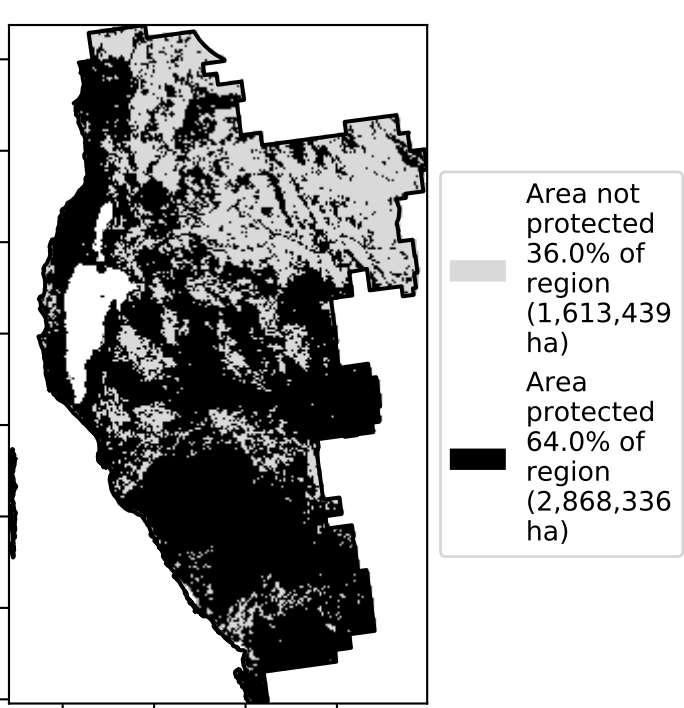 Area not
protected
36.0% of
region
(1,613,439
ha)
Area
protected
64.0% of
region
(2,868,336
ha)